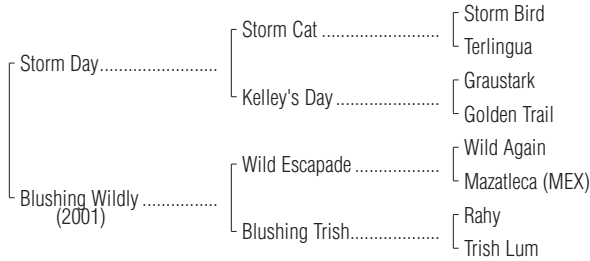 Storm Bird
Storm Cat ..............................
Terlingua
Storm Day..............................
Graustark
Kelley's Day ...........................
Golden Trail
Wild Again
Wild Escapade ......................
Mazatleca (MEX)
Blushing Wildly ....................
(2001)
Rahy
Blushing Trish.......................
Trish Lum